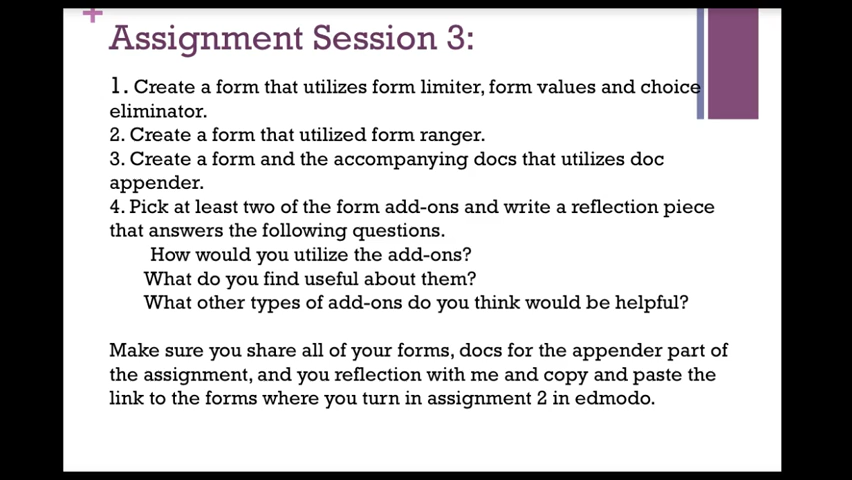 +
Assignment Session 3:
1. Create a form that utilizes form limiter, form values and choice
eliminator.
2. Create a form that utilized form ranger.
3. Create a form and the accompanying docs that utilizes doc
appender.
4. Pick at least two of the form add-ons and write a reflection piece
that answers the following questions.
How would you utilize the add-ons?
What do you find useful about them?
What other types of add-ons do you think would be helpful?
Make sure you share all of your forms, docs for the appender part of
the assignment, and you reflection with me and copy and paste the
link to the forms where you turn in assignment 2 in edmodo.